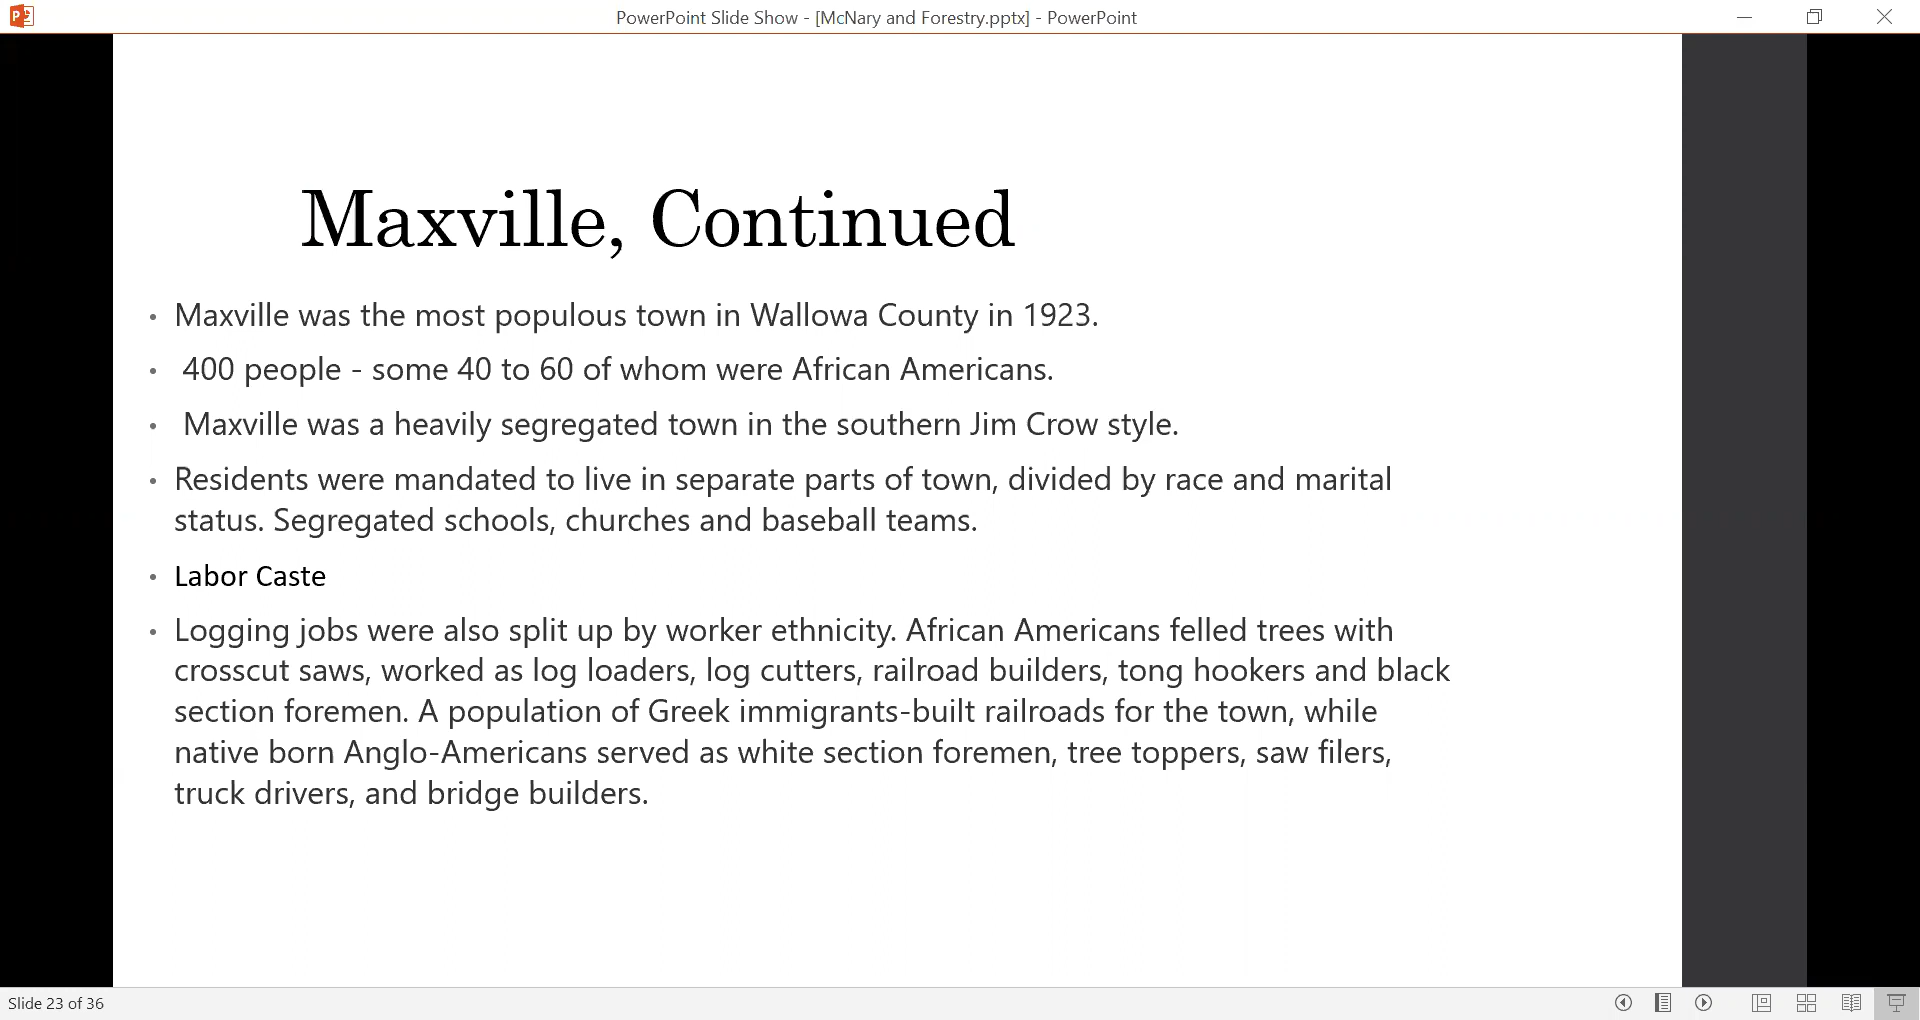 PowerPoint Slide Show - [McNary and Forestry.pptx] - PowerPoint
Maxville, Continued
• Maxville was the most populous town in Wallowa County in 1923.
• 400 people - some 40 to 60 of whom were African Americans.
• Maxville was a heavily segregated town in the southern Jim Crow style.
• Residents were mandated to live in separate parts of town, divided by race and marital
status. Segregated schools, churches and baseball teams.
• Labor Caste
• Logging jobs were also split up by worker ethnicity. African Americans felled trees with
crosscut saws, worked as log loaders, log cutters, railroad builders, tong hookers and black
section foremen. A population of Greek immigrants-built railroads for the town, while
native born Anglo-Americans served as white section foremen, tree toppers, saw filers,
truck drivers, and bridge builders.
Slide 23 of 36